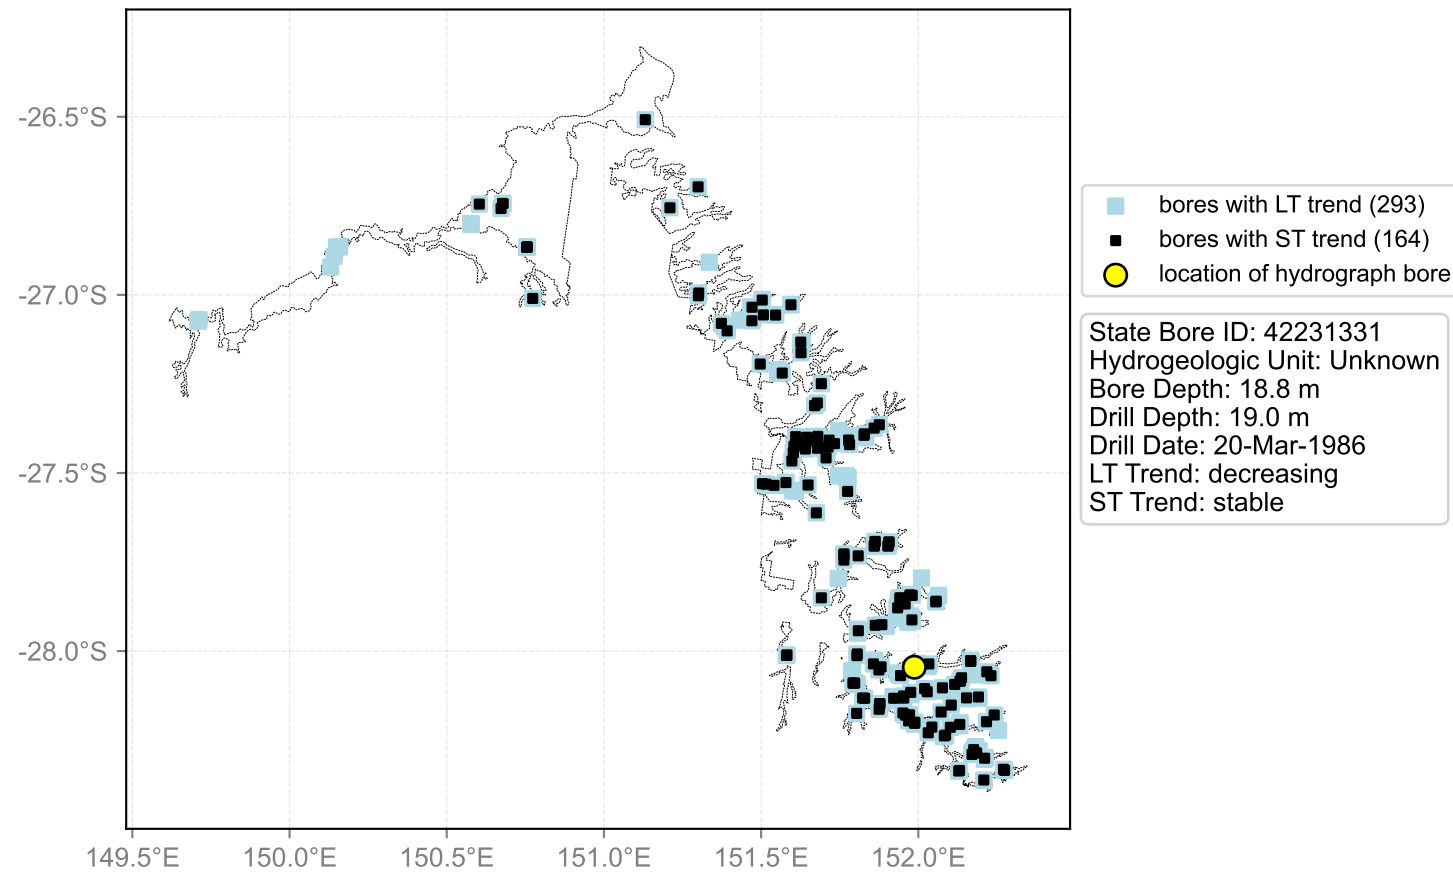 -26.5°S
-27.0°S
-27.5°S
-28.0°S
149.5°E 150.0°E 150.5°E 151.0°E 151.5°E 152.0°E
bores with LT trend (293)
bores with ST trend (164)
location of hydrograph bore
State Bore ID: 42231331
Hydrogeologic Unit: Unknown
Bore Depth: 18.8 m
Drill Depth: 19.0 m
Drill Date: 20-Mar-1986
LT Trend: decreasing
ST Trend: stable